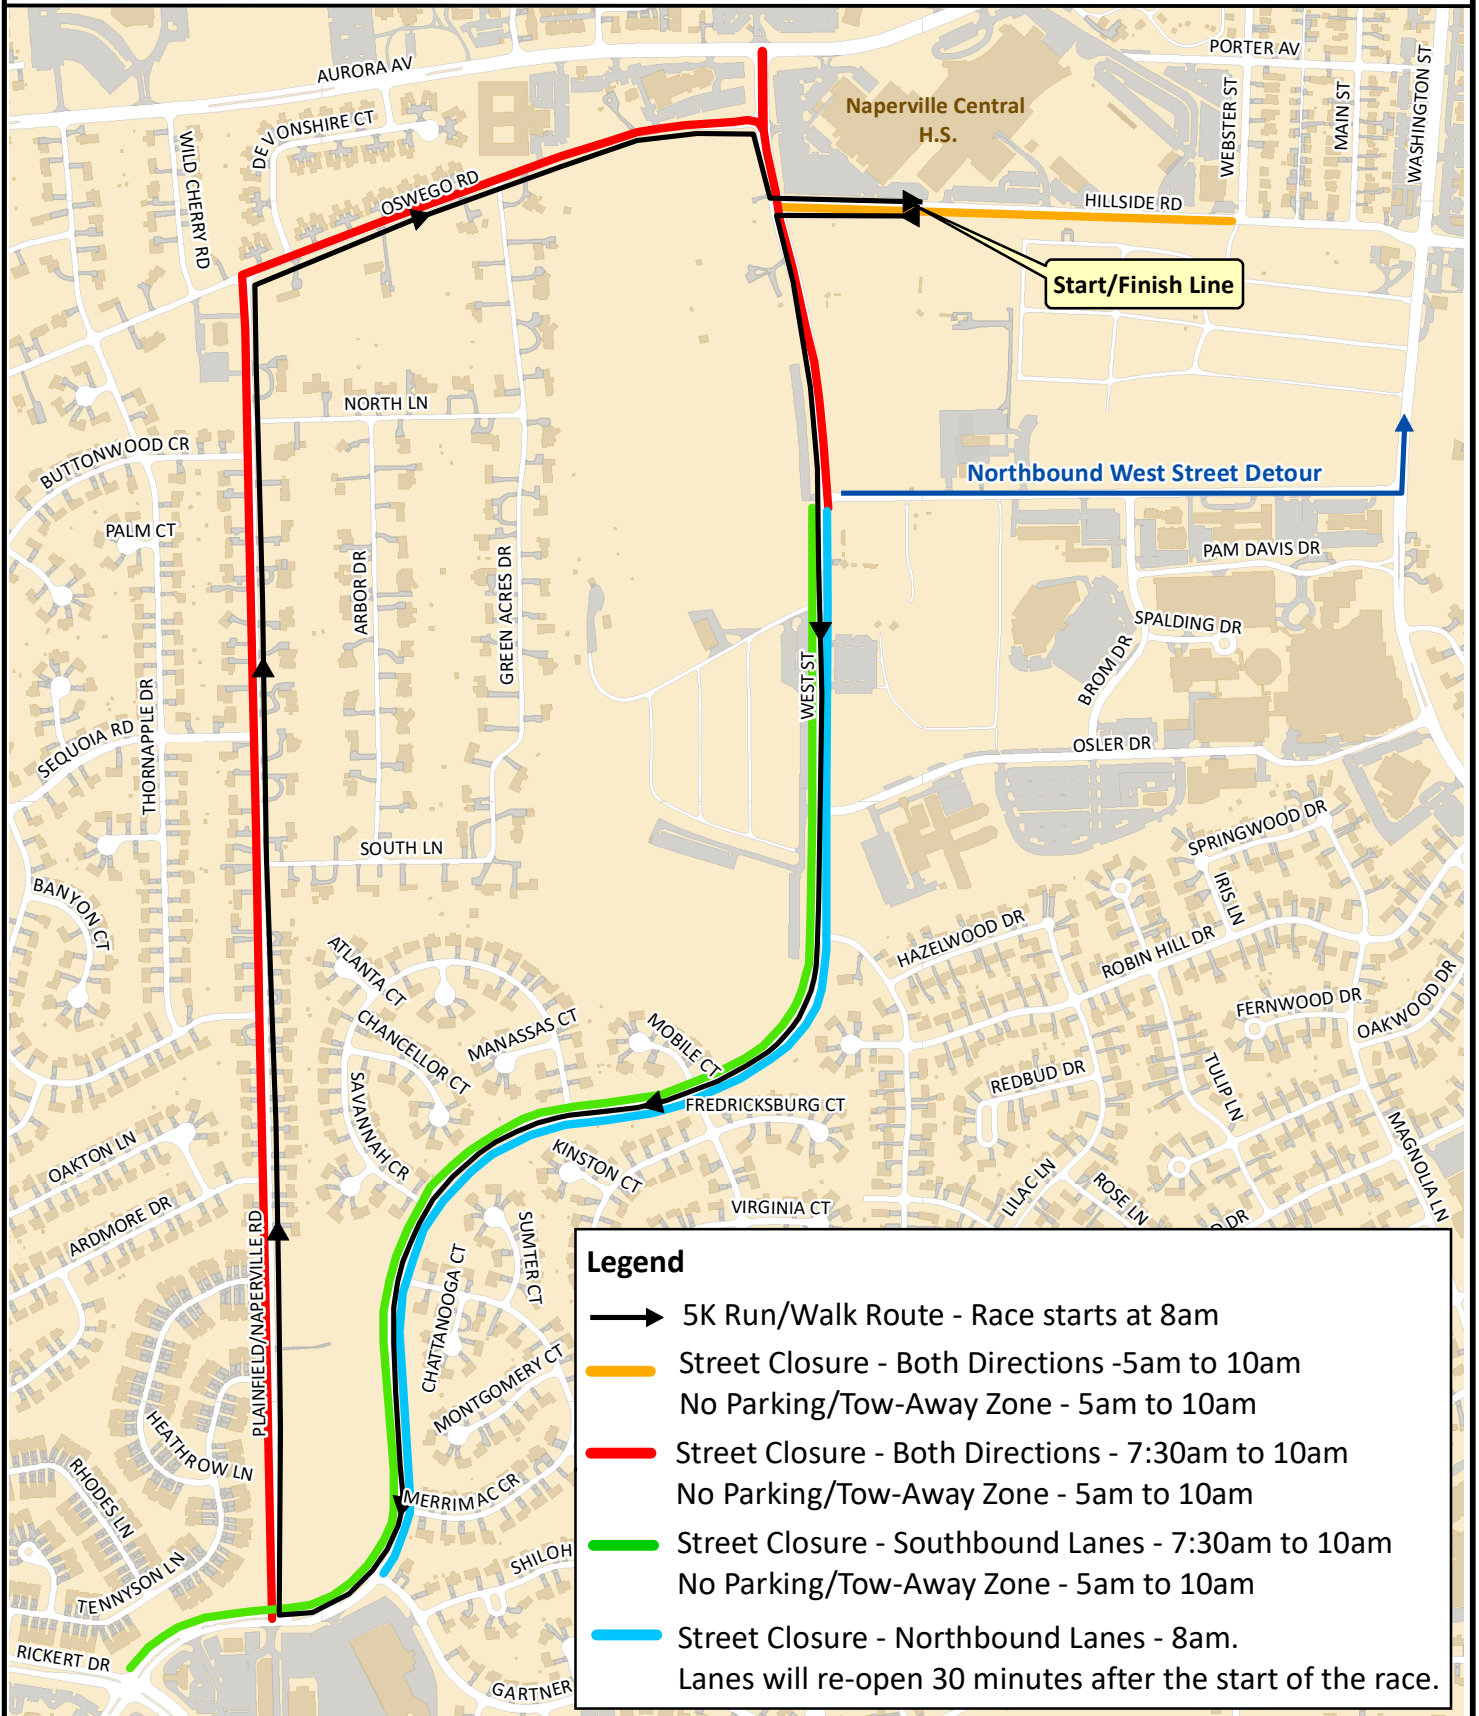 PORTER AV
AURORA AV
Naperville Central
H.S.
WEBSTER ST
MAIN ST
WASHINGTON ST
DEVONSHIRE CT
WILD CHERRY RD
OSWEGO RD
HILLSIDE RD
Start/Finish Line
NORTH LN
BUTTONWOOD CR
Northbound West Street Detour
PALM CT
ARBOR DR
GREEN ACRES DR
PAM DAVIS DR
SPALDING DR
BROM DR
WEST ST
THORNAPPLE DR
SEQUOIA RD
OSLER DR
SOUTH LN
SPRINGWOOD DR
IRIS LN
BANYON CT
HAZELWOOD DR
ROBIN HILL DR
ATLANTA CT
CHANCELLOR CT
MANASSAS CT
MOBILE CT
FERNWOOD DR
OAKWOOD DR
REDBUD DR
TULIP LN
SAVANNAH CR
FREDRICKSBURG CT
MAGNOLIA LN
OAKTON LN
KINSTON CT
LILAC LN
ROSE LN
ARDMORE DR
VIRGINIA CT
D DR
PLAINFIELD/NAPERVILLE RD
SUMTER CT
CHATTANOOGA CT
MONTGOMERY CT
HEATHROW LN
RHODES LN
MERRIMAC CR
SHILOH
TENNYSON LN
RICKERT DR
GARTNER
Legend
5K Run/Walk Route - Race starts at 8am
Street Closure - Both Directions -5am to 10am
No Parking/Tow-Away Zone - 5am to 10am
Street Closure - Both Directions - 7:30am to 10am
No Parking/Tow-Away Zone - 5am to 10am
Street Closure - Southbound Lanes - 7:30am to 10am
No Parking/Tow-Away Zone - 5am to 10am
Street Closure - Northbound Lanes - 8am.
Lanes will re-open 30 minutes after the start of the race.